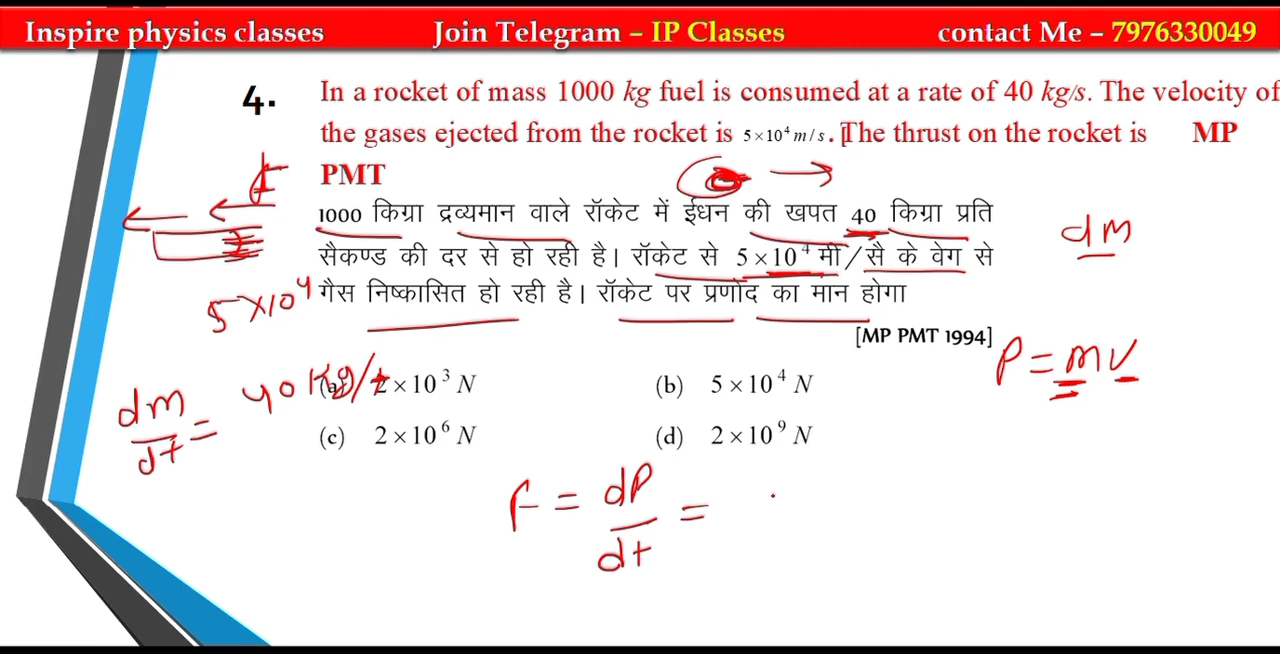 Inspire physics classes Join Telegram – IP Classes contact Me – 7976330049
4. In a rocket of mass 1000 kg fuel is consumed at a rate of 40 kg/s. The velocity of
the gases ejected from the rocket is 5×10⁴ m/s. The thrust on the rocket is MP
PMT
1000 किग्रा द्रव्यमान वाले रॉकेट में ईधन की खपत 40 किग्रा प्रति
सैकण्ड की दर से हो रही है। रॉकेट से 5×10⁴ मी/सै के वेग से
गैस निष्कासित हो रही है। रॉकेट पर प्रणोद का मान होगा
[MP PMT 1994]
dm
5×10⁴
P = mv
dm/dt = 40 kg/
(a) 2×10³ N (b) 5×10⁴ N
(c) 2×10⁶ N (d) 2×10⁹ N
F = dP/dt =